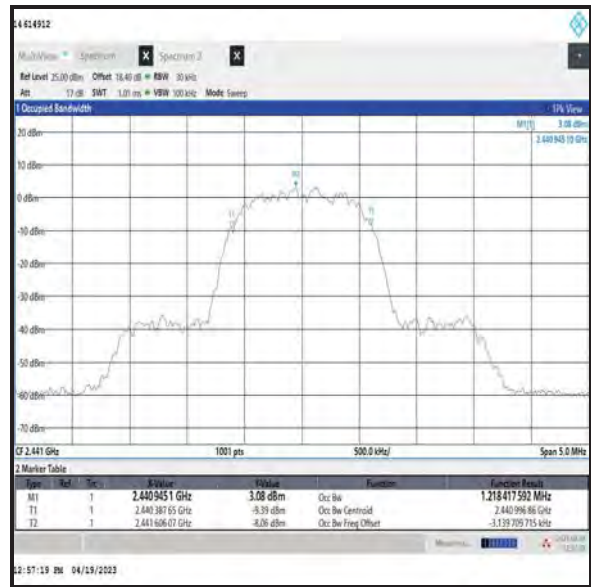 14 614912
MultiView Spectrum X Spectrum 2 X
Ref Level 25.00 dBm Offset 18.40 dB RBW 30 kHz
Att 17 dB SWT 1.01 ms VBW 100 kHz Mode Sweep
1 Occupied Bandwidth 1Pk View
M1[1] 3.08 dBm
20 dBm 2.440 945 10 GHz
10 dBm
M1
0 dBm
T1 T2
-10 dBm
-20 dBm
-30 dBm
-40 dBm
-50 dBm
-60 dBm
-70 dBm
CF 2.441 GHz 1001 pts 500.0 kHz/ Span 5.0 MHz
2 Marker Table
Type Ref Trc X-Value Y-Value Function Function Result
M1 1 2.4409451 GHz 3.08 dBm Occ Bw 1.218417592 MHz
T1 1 2.440 387 65 GHz -9.39 dBm Occ Bw Centroid 2.440 996 86 GHz
T2 1 2.441 606 07 GHz -8.06 dBm Occ Bw Freq Offset -3.139 709 715 kHz
12:57:19 PM 04/19/2023